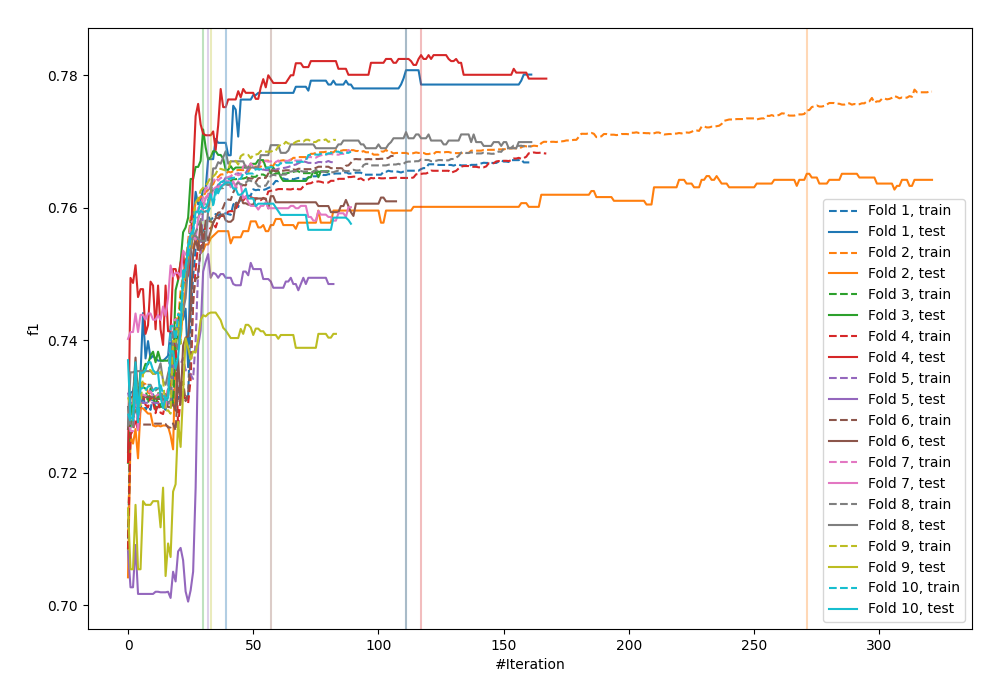 0.78
0.76
0.74
0.72
0.70
f1
0
50
100
150
200
250
300
#Iteration
Fold 1, train
Fold 1, test
Fold 2, train
Fold 2, test
Fold 3, train
Fold 3, test
Fold 4, train
Fold 4, test
Fold 5, train
Fold 5, test
Fold 6, train
Fold 6, test
Fold 7, train
Fold 7, test
Fold 8, train
Fold 8, test
Fold 9, train
Fold 9, test
Fold 10, train
Fold 10, test